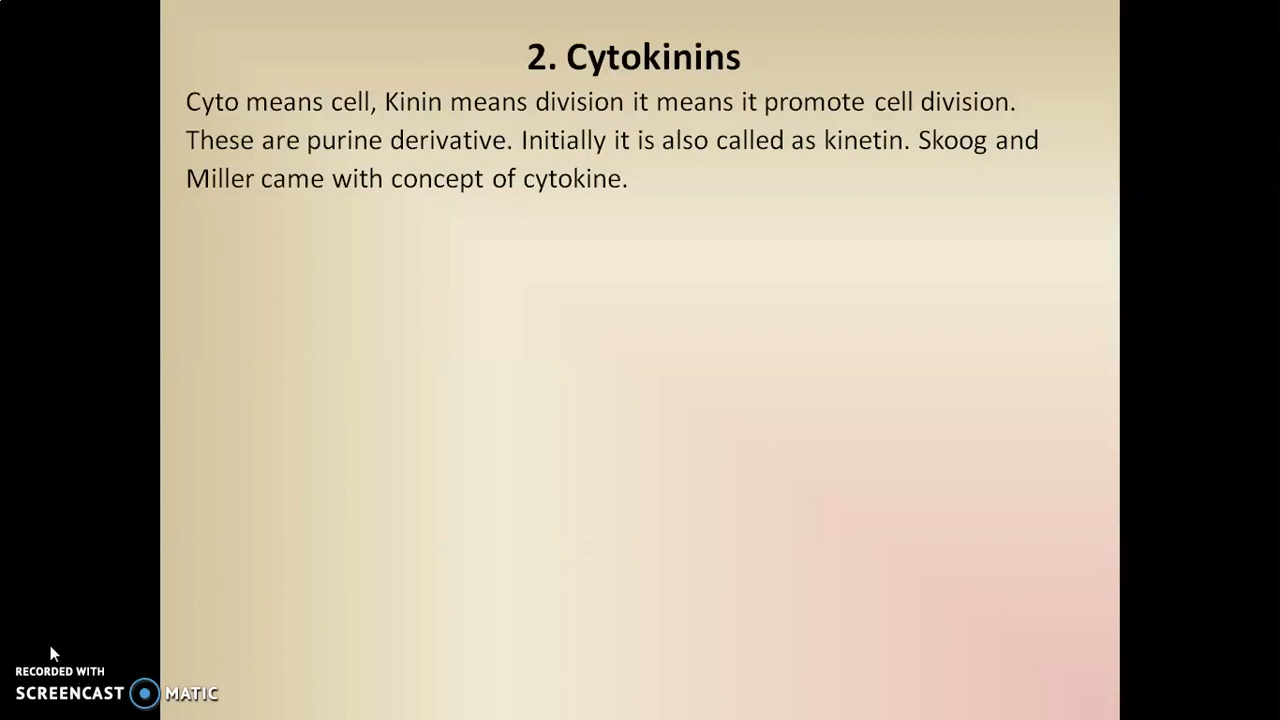 2. Cytokinins
Cyto means cell, Kinin means division it means it promote cell division.
These are purine derivative. Initially it is also called as kinetin. Skoog and
Miller came with concept of cytokine.
RECORDED WITH
SCREENCAST MATIC